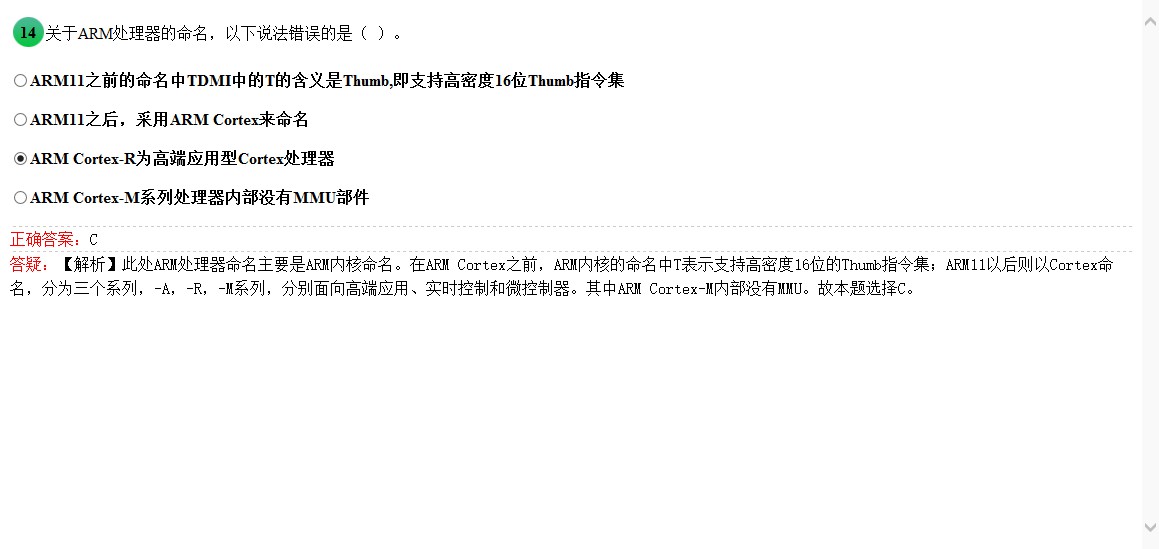 14 关于ARM处理器的命名，以下说法错误的是（ ）。
ARM11之前的命名中TDMI中的T的含义是Thumb,即支持高密度16位Thumb指令集
ARM11之后，采用ARM Cortex来命名
ARM Cortex-R为高端应用型Cortex处理器
ARM Cortex-M系列处理器内部没有MMU部件
正确答案：C
答疑：【解析】此处ARM处理器命名主要是ARM内核命名。在ARM Cortex之前，ARM内核的命名中T表示支持高密度16位的Thumb指令集；ARM11以后则以Cortex命
名，分为三个系列，-A，-R，-M系列，分别面向高端应用、实时控制和微控制器。其中ARM Cortex-M内部没有MMU。故本题选择C。